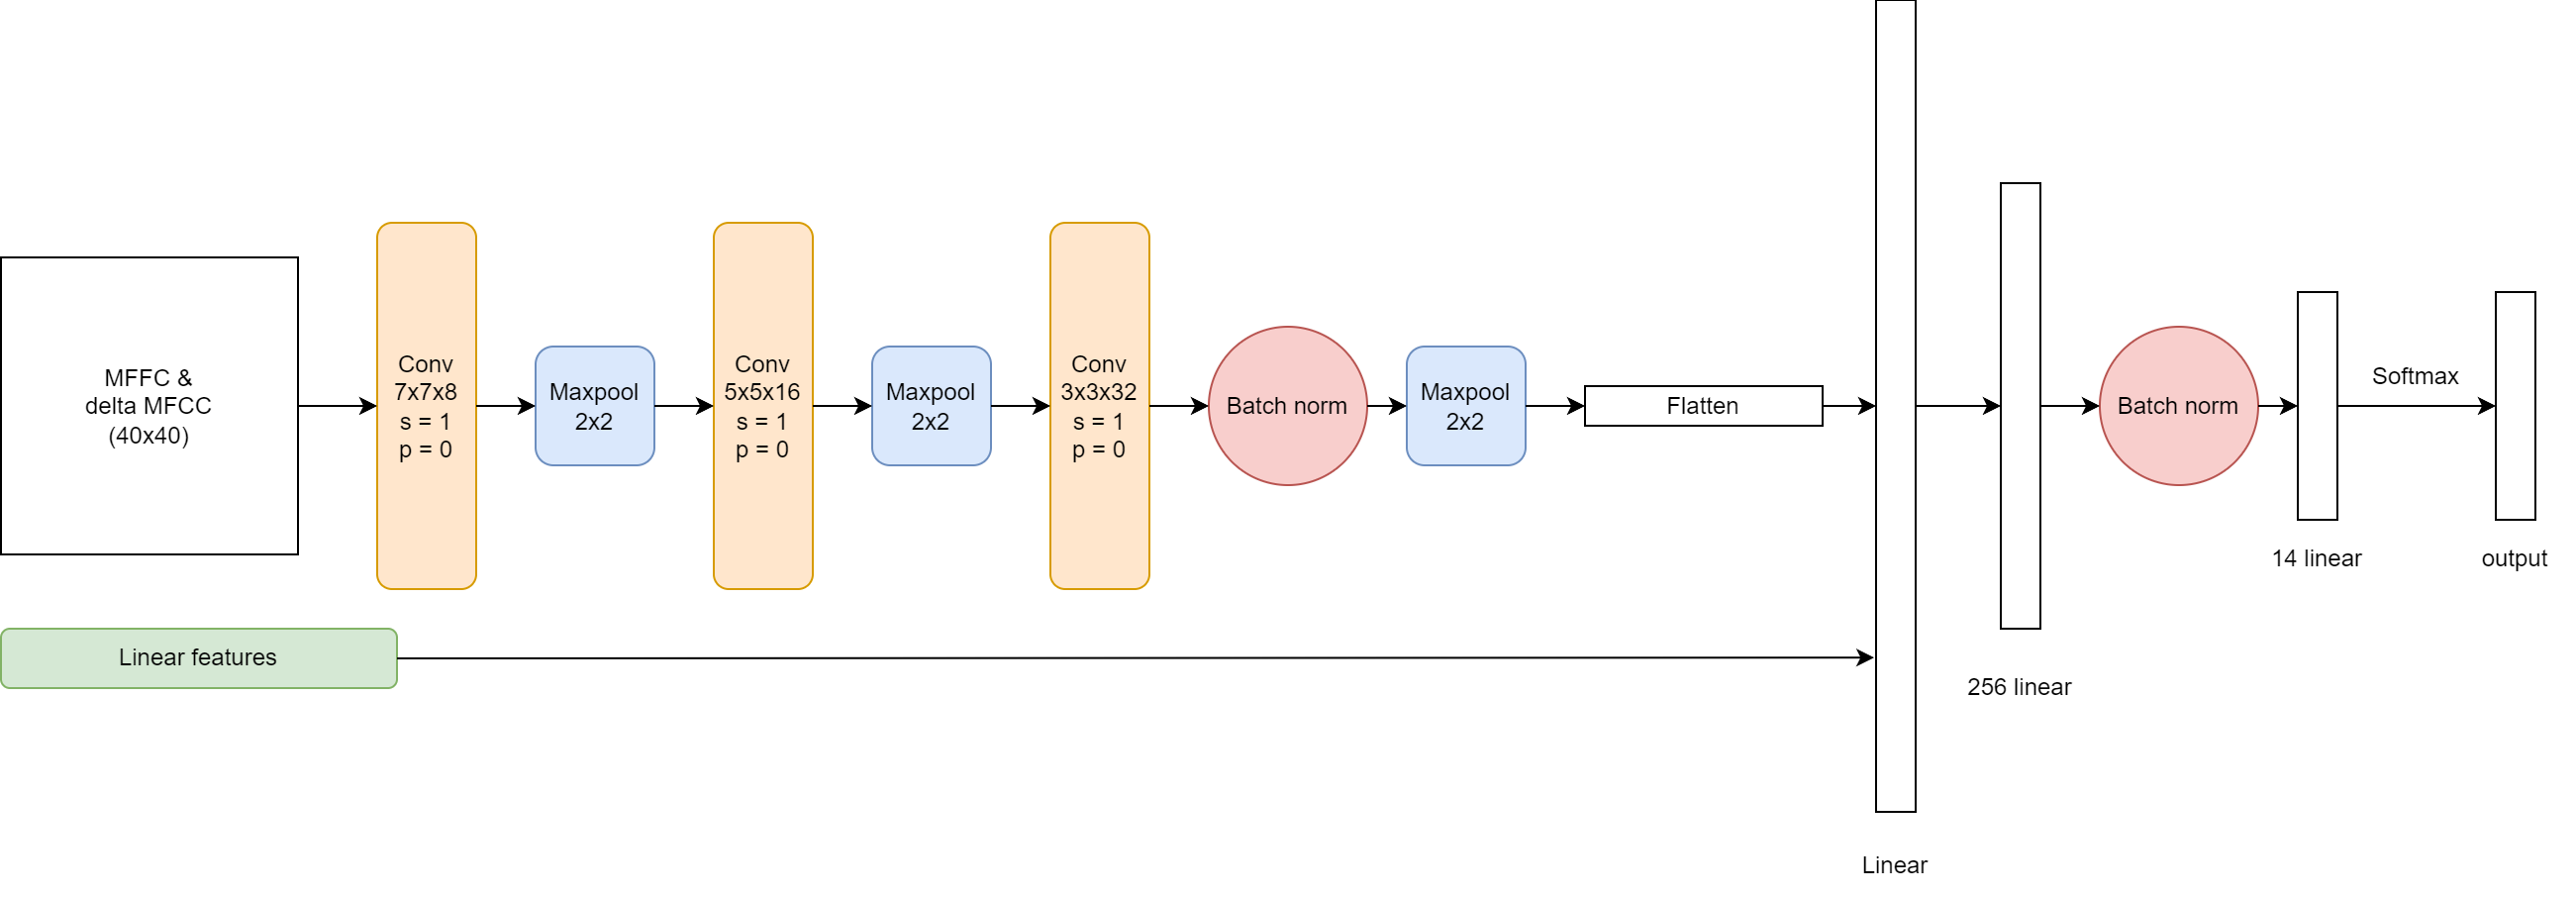 MFFC &
delta MFCC
(40x40)
Conv
7x7x8
s = 1
p = 0
Maxpool
2x2
Conv
5x5x16
s = 1
p = 0
Maxpool
2x2
Conv
3x3x32
s = 1
p = 0
Batch norm
Maxpool
2x2
Flatten
Linear features
Linear
256 linear
Batch norm
14 linear
Softmax
output